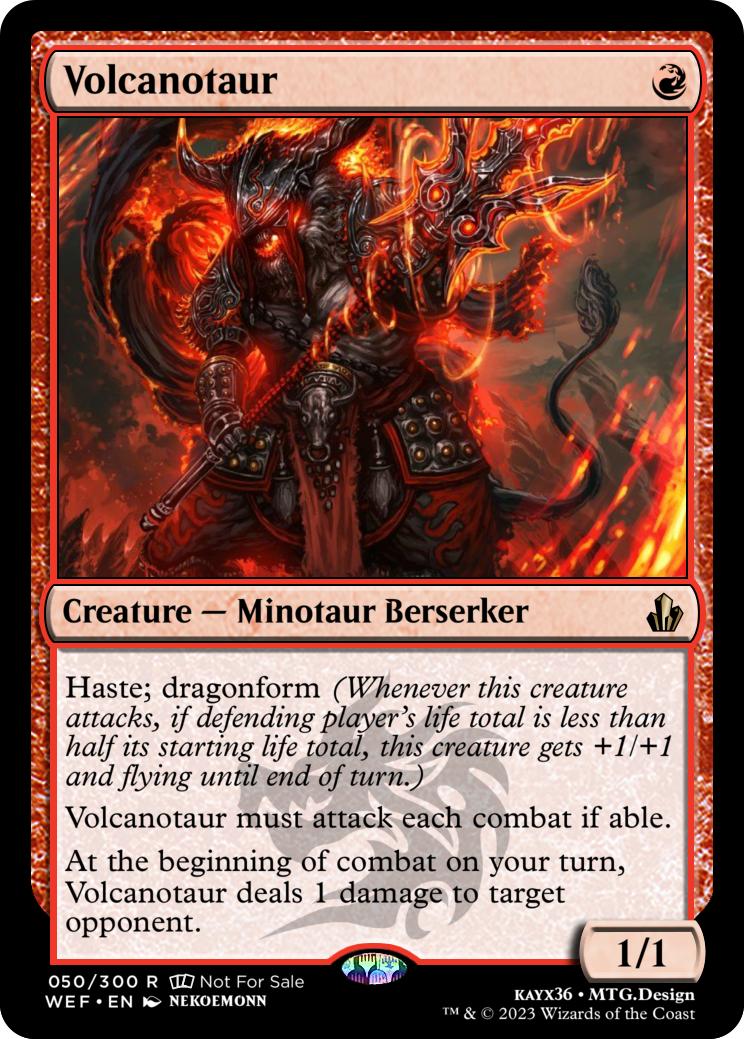 Volcanotaur
Creature — Minotaur Berserker
Haste; dragonform (Whenever this creature
attacks, if defending player's life total is less than
half its starting life total, this creature gets +1/+1
and flying until end of turn.)
Volcanotaur must attack each combat if able.
At the beginning of combat on your turn,
Volcanotaur deals 1 damage to target
opponent.
1/1
050/300 R Not For Sale
WEF • EN NEKOEMONN
KAYX36 • MTG.Design
™ & © 2023 Wizards of the Coast